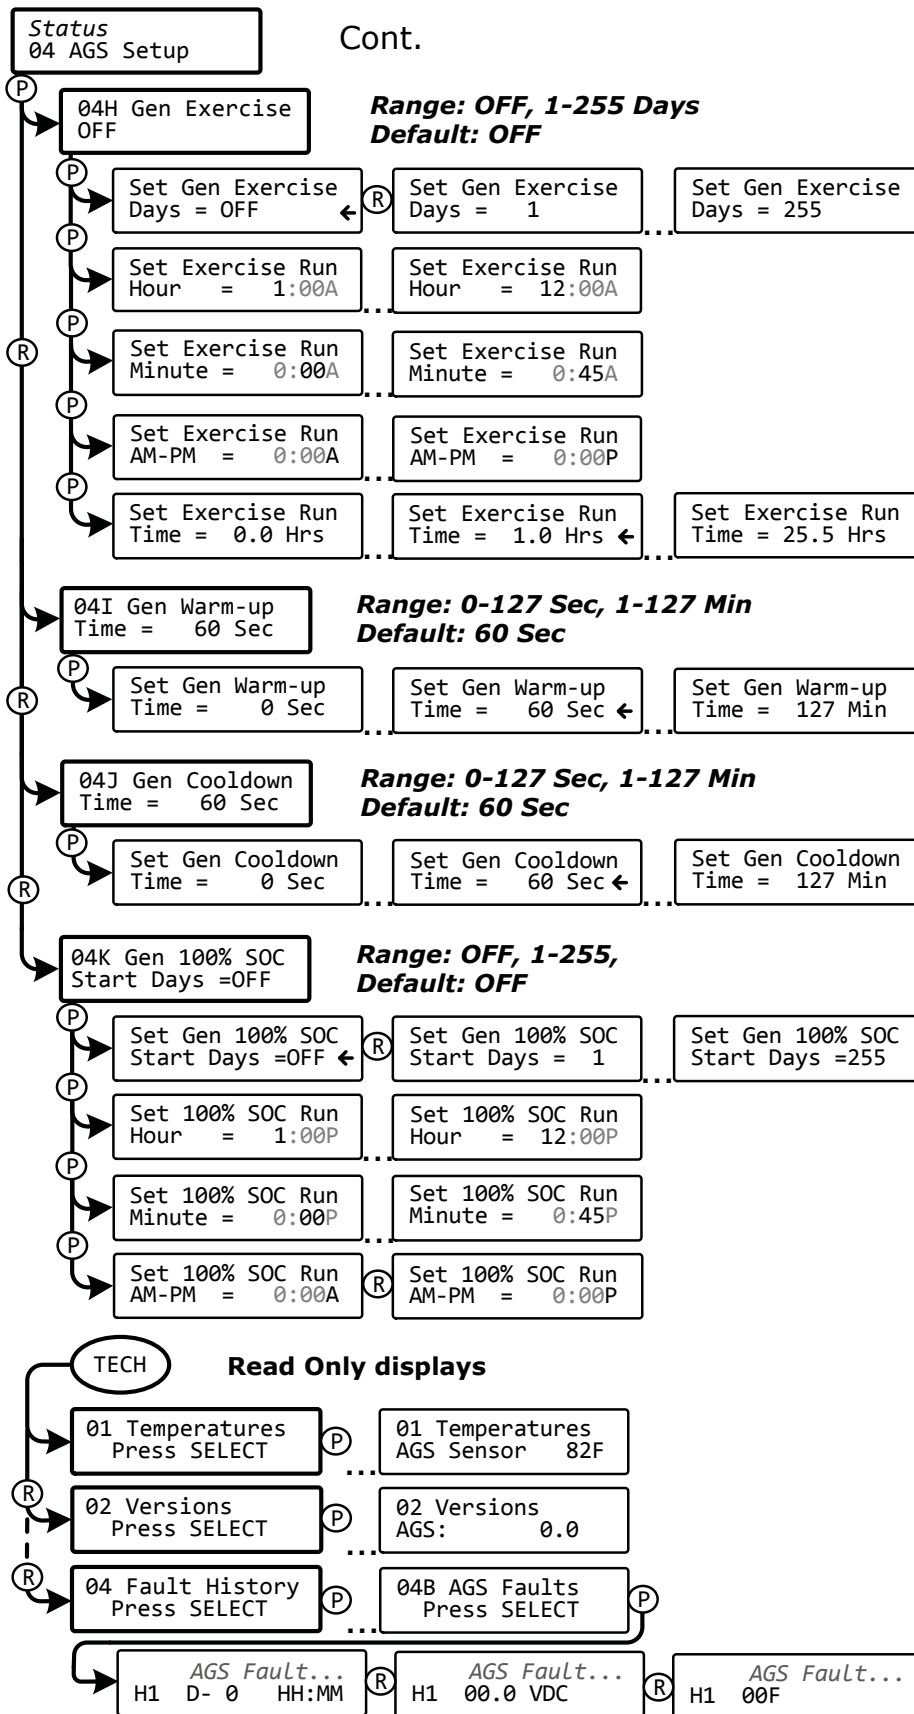 Status
04 AGS Setup
Cont.
P
04H Gen Exercise
OFF
Range: OFF, 1-255 Days
Default: OFF
P
Set Gen Exercise
Days = OFF ←
R
Set Gen Exercise
Days = 1
...
Set Gen Exercise
Days = 255
P
Set Exercise Run
Hour = 1:00A
...
Set Exercise Run
Hour = 12:00A
P
R
Set Exercise Run
Minute = 0:00A
...
Set Exercise Run
Minute = 0:45A
P
Set Exercise Run
AM-PM = 0:00A
...
Set Exercise Run
AM-PM = 0:00P
P
Set Exercise Run
Time = 0.0 Hrs
...
Set Exercise Run
Time = 1.0 Hrs ←
...
Set Exercise Run
Time = 25.5 Hrs
04I Gen Warm-up
Time = 60 Sec
Range: 0-127 Sec, 1-127 Min
Default: 60 Sec
P
R
Set Gen Warm-up
Time = 0 Sec
...
Set Gen Warm-up
Time = 60 Sec ←
...
Set Gen Warm-up
Time = 127 Min
04J Gen Cooldown
Time = 60 Sec
Range: 0-127 Sec, 1-127 Min
Default: 60 Sec
P
R
Set Gen Cooldown
Time = 0 Sec
...
Set Gen Cooldown
Time = 60 Sec ←
...
Set Gen Cooldown
Time = 127 Min
04K Gen 100% SOC
Start Days =OFF
Range: OFF, 1-255,
Default: OFF
P
Set Gen 100% SOC
Start Days =OFF ←
R
Set Gen 100% SOC
Start Days = 1
...
Set Gen 100% SOC
Start Days =255
P
Set 100% SOC Run
Hour = 1:00P
...
Set 100% SOC Run
Hour = 12:00P
P
Set 100% SOC Run
Minute = 0:00P
...
Set 100% SOC Run
Minute = 0:45P
P
Set 100% SOC Run
AM-PM = 0:00A
R
Set 100% SOC Run
AM-PM = 0:00P
TECH
Read Only displays
01 Temperatures
Press SELECT
P
...
01 Temperatures
AGS Sensor 82F
R
02 Versions
Press SELECT
P
...
02 Versions
AGS: 0.0
R
04 Fault History
Press SELECT
P
...
04B AGS Faults
Press SELECT
P
AGS Fault...
H1 D- 0 HH:MM
R
AGS Fault...
H1 00.0 VDC
R
AGS Fault...
H1 00F